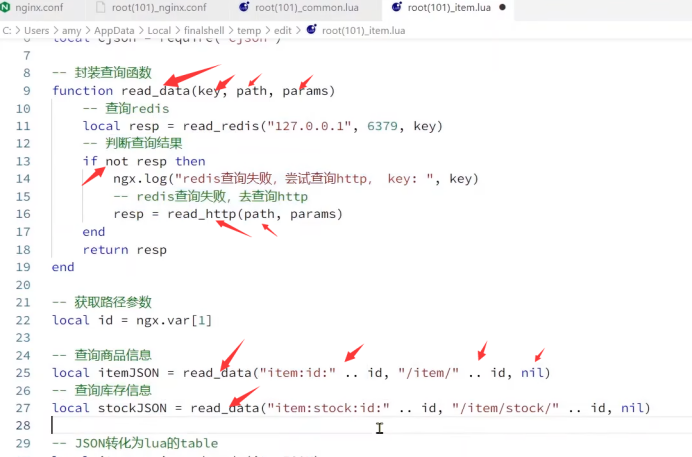 nginx.conf root(101)_nginx.conf root(101)_common.lua root(101)_item.lua
C: > Users > amy > AppData > Local > finalshell > temp > edit > root(101)_item.lua
6 local cjson = require("cjson")
7
8 -- 封装查询函数
9 function read_data(key, path, params)
10 -- 查询redis
11 local resp = read_redis("127.0.0.1", 6379, key)
12 -- 判断查询结果
13 if not resp then
14 ngx.log("redis查询失败，尝试查询http， key: ", key)
15 -- redis查询失败，去查询http
16 resp = read_http(path, params)
17 end
18 return resp
19 end
20
21 -- 获取路径参数
22 local id = ngx.var[1]
23
24 -- 查询商品信息
25 local itemJSON = read_data("item:id:" .. id, "/item/" .. id, nil)
26 -- 查询库存信息
27 local stockJSON = read_data("item:stock:id:" .. id, "/item/stock/" .. id, nil)
28
29 -- JSON转化为lua的table